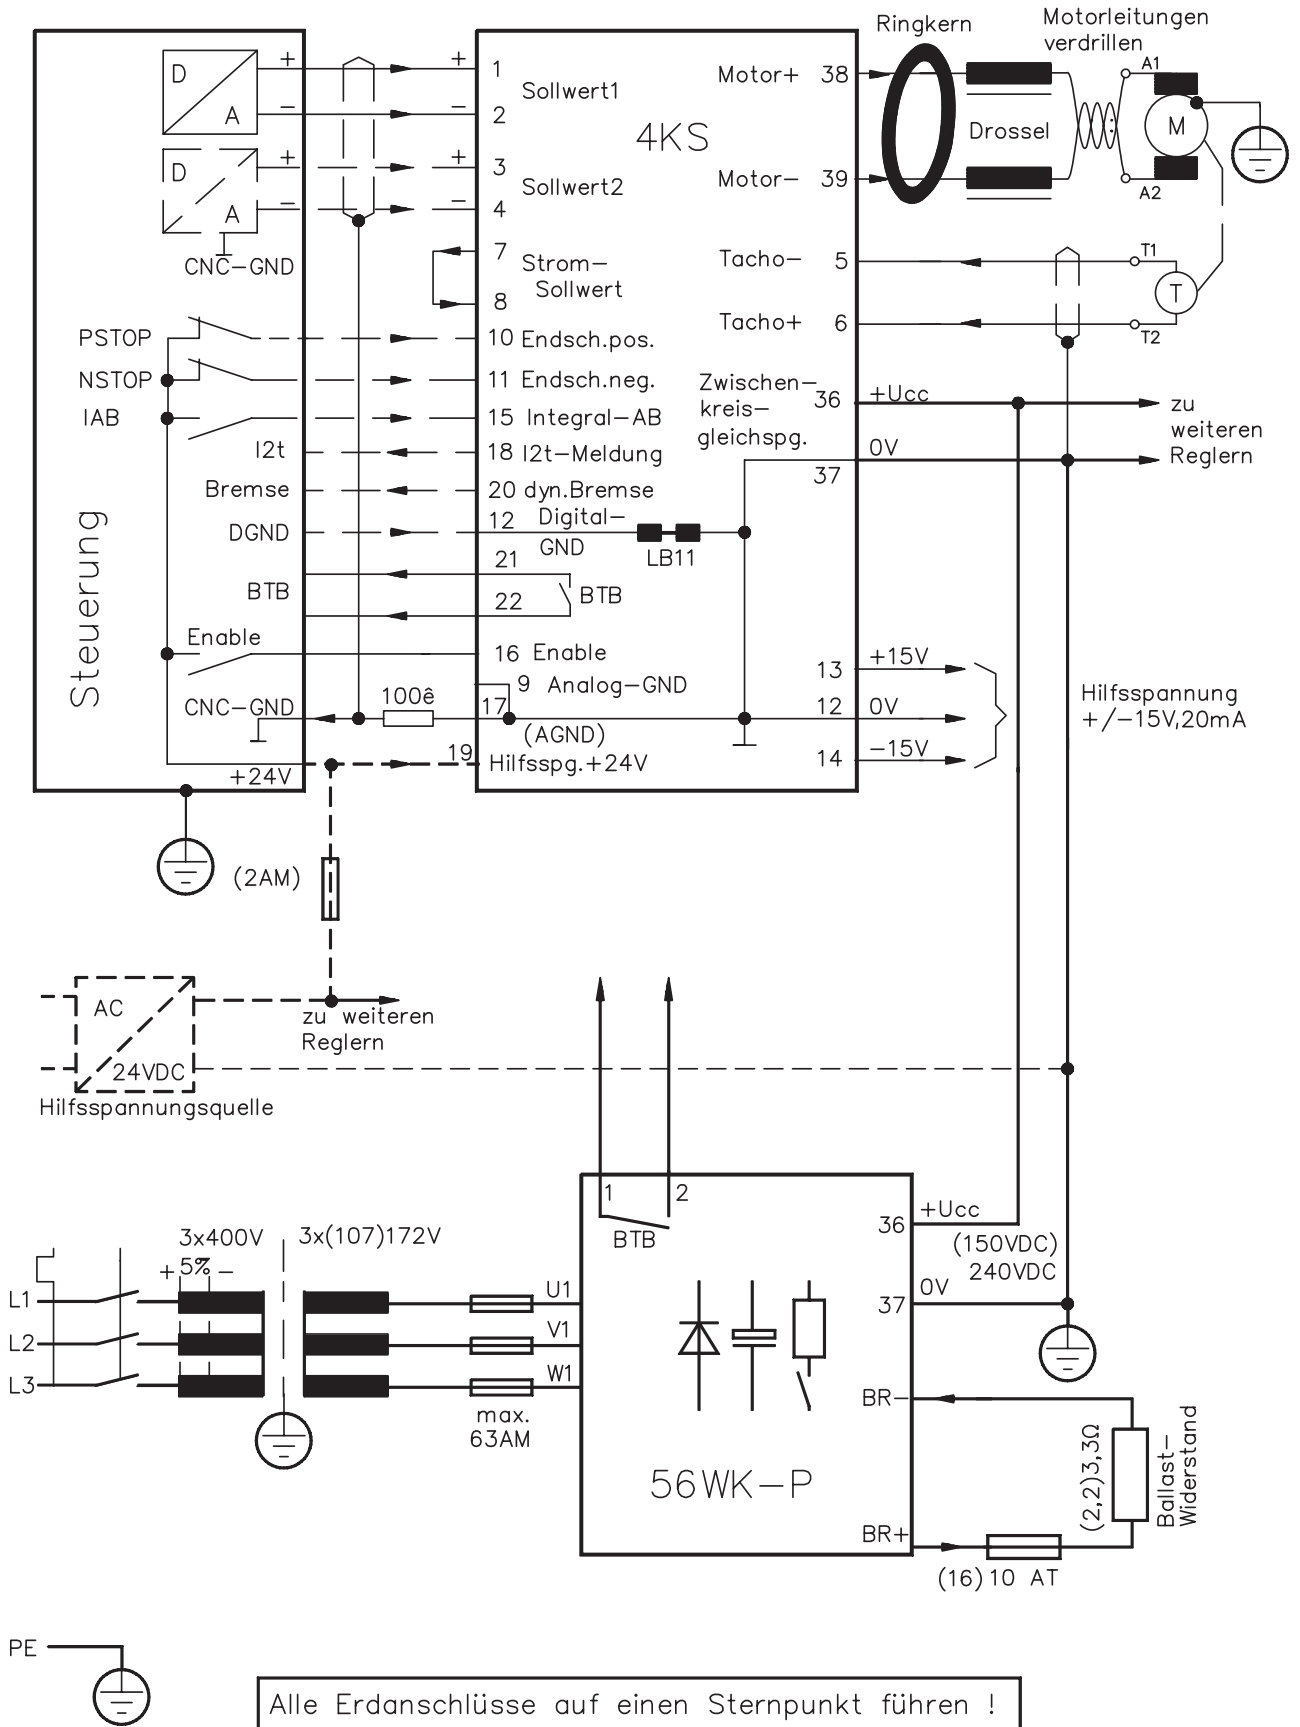 Ringkern
Motorleitungen
verdrillen
D
A
+
−
+
−
1
2
Sollwert1
4KS
Motor+ 38
Drossel
A1
M
A2
D
A
+
−
+
−
3
4
Sollwert2
Motor− 39
CNC−GND
7
Strom−
Sollwert
8
Tacho− 5
T1
T
Tacho+ 6
T2
PSTOP
10 Endsch.pos.
NSTOP
11 Endsch.neg.
IAB
15 Integral−AB
Zwischen−
kreis−
gleichspg.
36
+Ucc
zu
weiteren
Reglern
0V
37
I2t
18 I2t−Meldung
Bremse
20 dyn.Bremse
DGND
12 Digital−
GND
LB11
21
BTB
22
BTB
Steuerung
Enable
16 Enable
9 Analog−GND
CNC−GND
100ê
17
(AGND)
13 +15V
12 0V
14 −15V
Hilfsspannung
+/−15V,20mA
+24V
19
Hilfsspg.+24V
(2AM)
AC
24VDC
zu weiteren
Reglern
Hilfsspannungsquelle
1
2
BTB
36
+Ucc
(150VDC)
240VDC
37
0V
3x400V
3x(107)172V
+ 5% −
L1
L2
L3
U1
V1
W1
max.
63AM
56WK−P
BR−
BR+
(2,2)3,3Ω
Ballast−
Widerstand
(16)10 AT
PE
Alle Erdanschlüsse auf einen Sternpunkt führen !